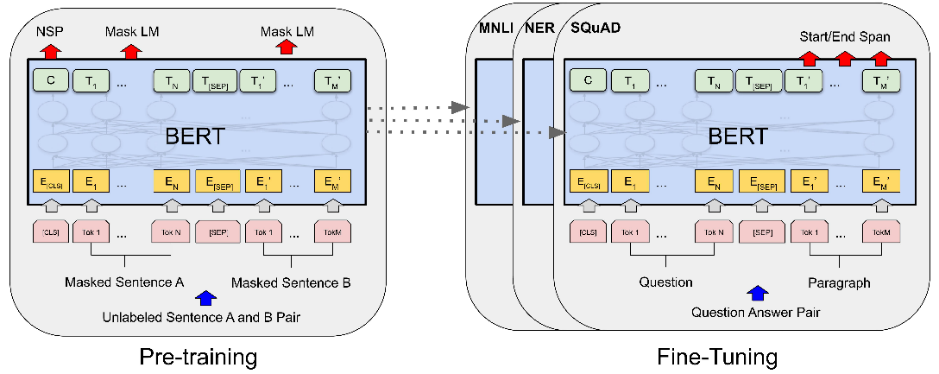 NSP Mask LM Mask LM
C T1 ... TN T[SEP] T1' ... TM'
BERT
E[CLS] E1 ... EN E[SEP] E1' ... EM'
[CLS] Tok 1 ... Tok N [SEP] Tok 1 ... TokM
Masked Sentence A Masked Sentence B
Unlabeled Sentence A and B Pair
Pre-training
MNLI NER SQuAD
Start/End Span
C T1 ... TN T[SEP] T1' ... TM'
BERT
E[CLS] E1 ... EN E[SEP] E1' ... EM'
[CLS] Tok 1 ... Tok N [SEP] Tok 1 ... TokM
Question Paragraph
Question Answer Pair
Fine-Tuning